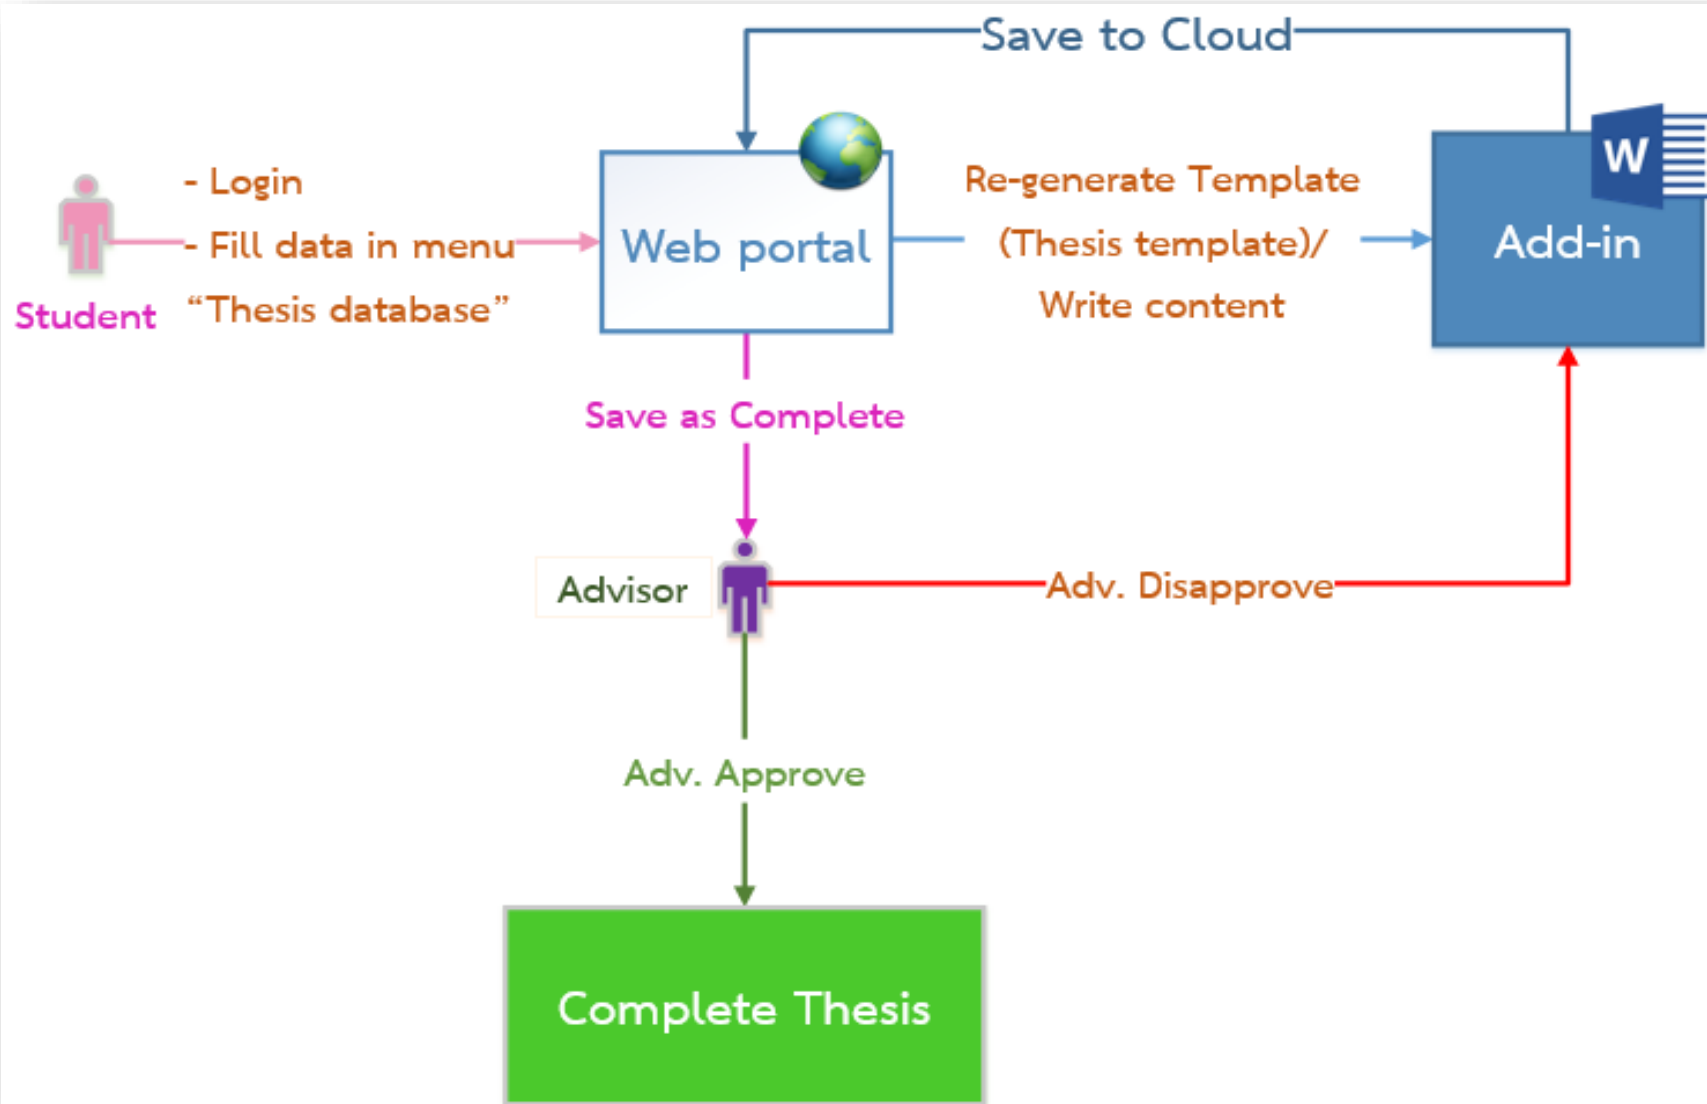 Save to Cloud
W
- Login
- Fill data in menu
“Thesis database”
Student
Web portal
Re-generate Template
(Thesis template)/
Write content
Add-in
Save as Complete
Advisor
Adv. Disapprove
Adv. Approve
Complete Thesis